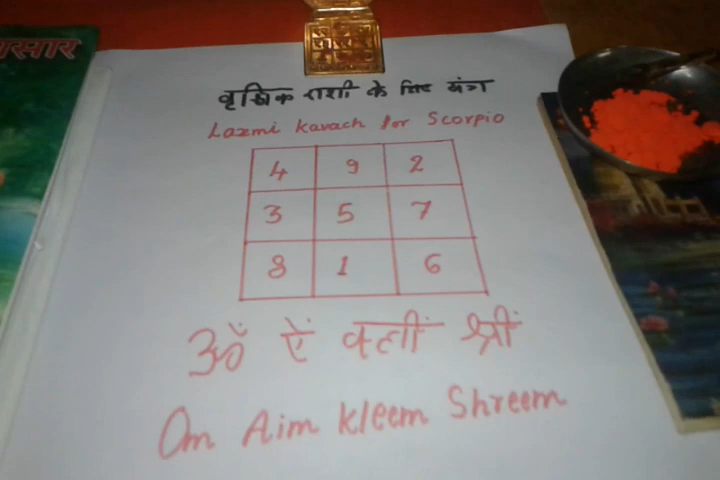 वृश्चिक राशी के लिए यंत्र
Laxmi Kavach for Scorpio
4 9 2
3 5 7
8 1 6
ॐ ऐं क्लीं श्रीं
Om Aim Kleem Shreem